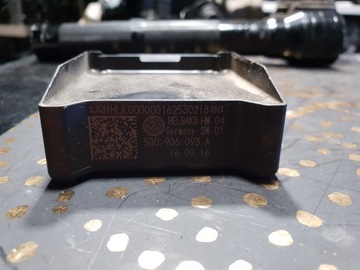 HELBAKO HW.04
Germany SW.01
5Q0 906 093 A
16.09.16